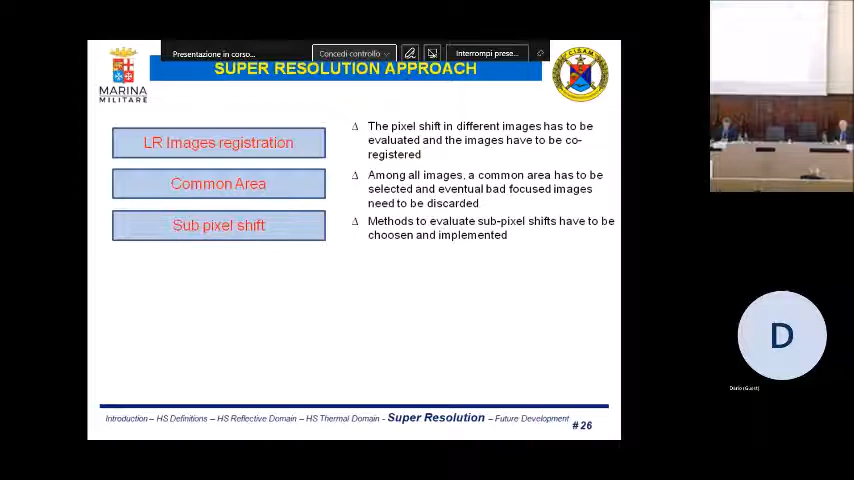 Presentazione in corso...
Concedi controllo
Interrompi prese...
SUPER RESOLUTION APPROACH
MARINA
MILITARE
C.I.S.A.M.
LR Images registration
Δ The pixel shift in different images has to be
evaluated and the images have to be co-
registered
Common Area
Δ Among all images, a common area has to be
selected and eventual bad focused images
need to be discarded
Sub pixel shift
Δ Methods to evaluate sub-pixel shifts have to be
choosen and implemented
Introduction – HS Definitions – HS Reflective Domain – HS Thermal Domain - Super Resolution – Future Development
# 26
D
Dario (Guest)